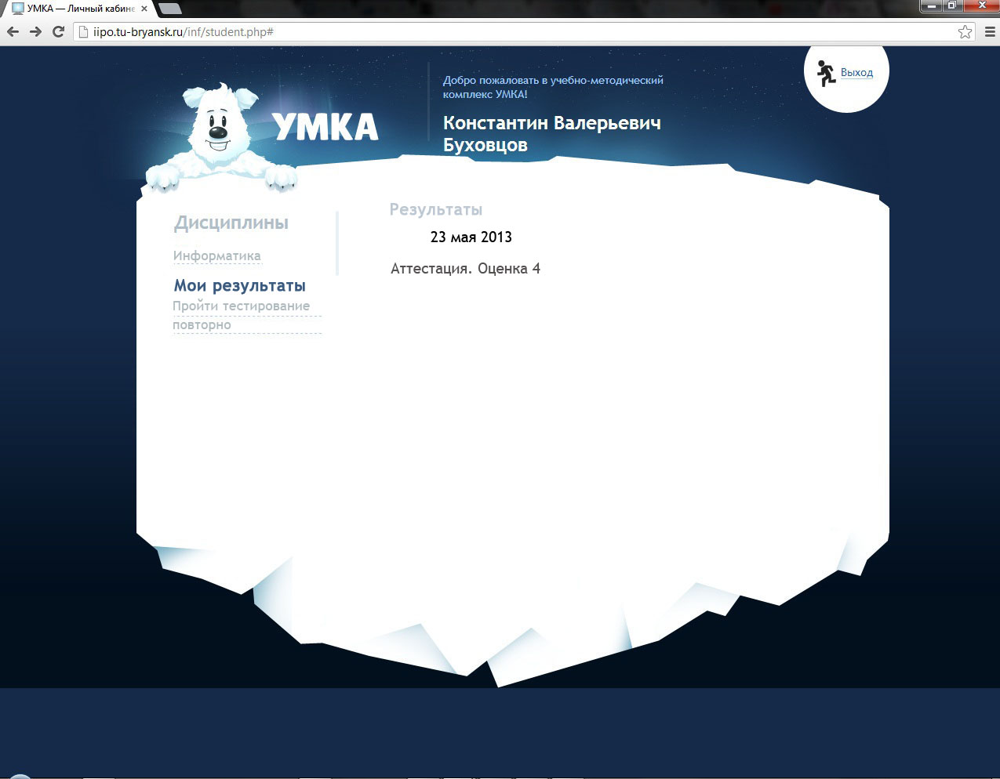 УМКА — Личный кабине
iipo.tu-bryansk.ru/inf/student.php#
Добро пожаловать в учебно-методический
комплекс УМКА!
Выход
УМКА
Константин Валерьевич
Буховцов
Дисциплины
Информатика
Мои результаты
Пройти тестирование
повторно
Результаты
23 мая 2013
Аттестация. Оценка 4